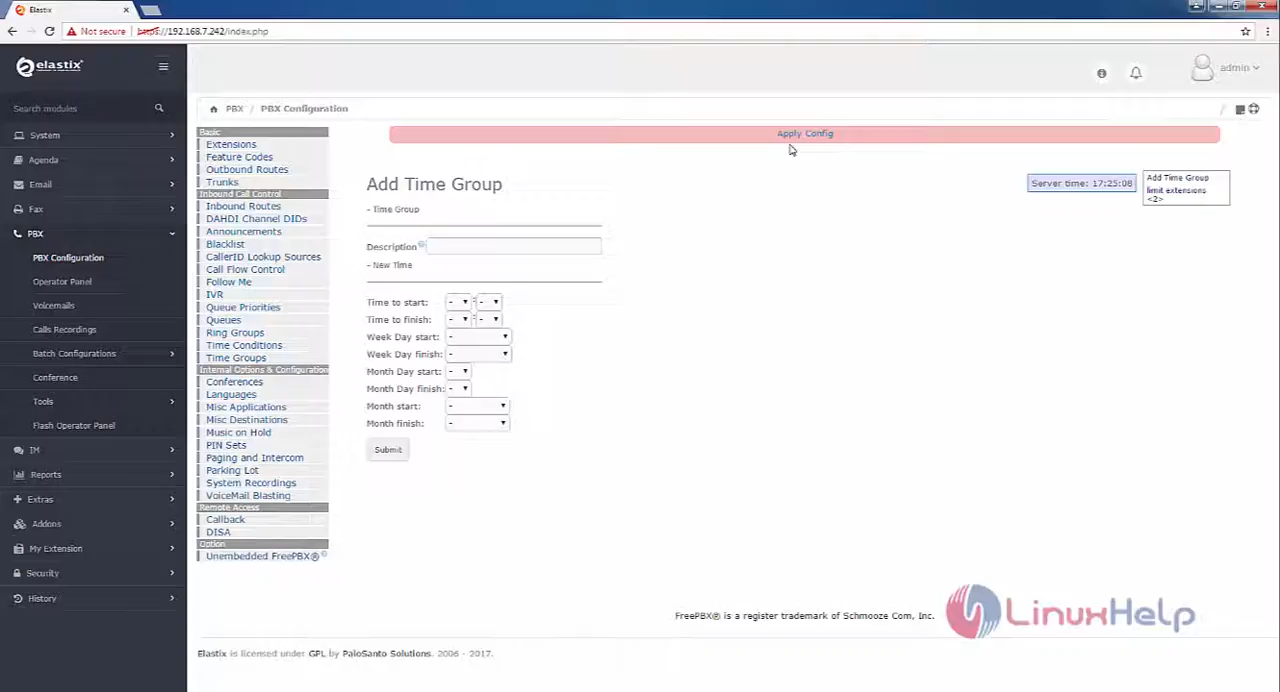 Elastix
Not secure https://192.168.7.242/index.php
elastix
admin
Search modules
System
Agenda
Email
Fax
PBX
PBX Configuration
Operator Panel
Voicemails
Calls Recordings
Batch Configurations
Conference
Tools
Flash Operator Panel
IM
Reports
Extras
Addons
My Extension
Security
History
PBX / PBX Configuration /
Basic
Extensions
Feature Codes
Outbound Routes
Trunks
Inbound Call Control
Inbound Routes
DAHDI Channel DIDs
Announcements
Blacklist
CallerID Lookup Sources
Call Flow Control
Follow Me
IVR
Queue Priorities
Queues
Ring Groups
Time Conditions
Time Groups
Internal Options & Configuration
Conferences
Languages
Misc Applications
Misc Destinations
Music on Hold
PIN Sets
Paging and Intercom
Parking Lot
System Recordings
VoiceMail Blasting
Remote Access
Callback
DISA
Option
Unembedded FreePBX®
Apply Config
Add Time Group
Server time: 17:25:08
Add Time Group
limit extensions
<2>
- Time Group
Description
- New Time
Time to start: - : -
Time to finish: - : -
Week Day start: -
Week Day finish: -
Month Day start: -
Month Day finish: -
Month start: -
Month finish: -
Submit
FreePBX® is a register trademark of Schmooze Com, Inc.
LinuxHelp
Elastix is licensed under GPL by PaloSanto Solutions. 2006 - 2017.